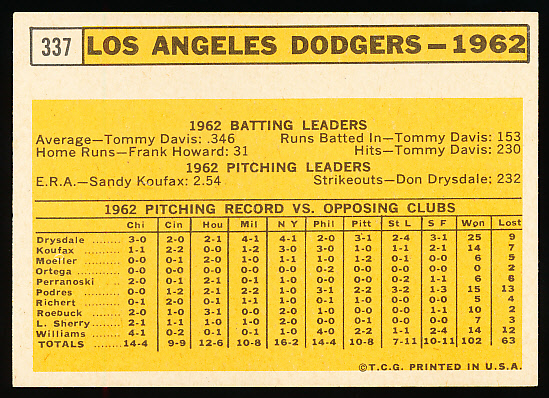 337 LOS ANGELES DODGERS—1962
1962 BATTING LEADERS
Average—Tommy Davis: .346 Runs Batted In—Tommy Davis: 153
Home Runs—Frank Howard: 31 Hits—Tommy Davis: 230
1962 PITCHING LEADERS
E.R.A.—Sandy Koufax: 2.54 Strikeouts—Don Drysdale: 232
1962 PITCHING RECORD VS. OPPOSING CLUBS
Chi Cin Hou Mil N Y Phil Pitt St L S F Won Lost
Drysdale ........ 3-0 2-0 2-1 4-1 4-1 2-0 3-1 2-4 3-1 25 9
Koufax ........ 1-1 2-2 0-0 1-2 3-0 3-0 1-0 1-1 2-1 14 7
Moeller ........ 0-0 0-1 2-0 1-0 1-1 1-0 1-2 0-1 0-0 6 5
Ortega ........ 0-0 0-0 0-0 0-0 0-0 0-2 0-0 0-0 0-0 0 2
Perranoski ..... 2-0 0-1 2-1 0-1 1-0 1-0 0-0 0-2 1-1 6 6
Podres ........ 0-0 1-2 2-1 2-2 1-0 3-1 2-2 3-2 1-3 15 13
Richert ........ 0-1 2-0 0-1 1-0 1-0 0-0 1-0 0-0 0-2 5 4
Roebuck ........ 2-0 1-0 3-1 0-0 2-0 1-0 0-0 0-0 1-1 10 2
L. Sherry ...... 2-1 1-1 1-0 1-0 2-0 0-0 0-1 0-0 0-0 7 3
Williams ........ 4-1 0-2 0-1 0-1 1-0 4-0 2-2 1-1 2-4 14 12
TOTALS ........ 14-4 9-9 12-6 10-8 16-2 14-4 10-8 7-11 10-11 102 63
©T.C.G. PRINTED IN U.S.A.